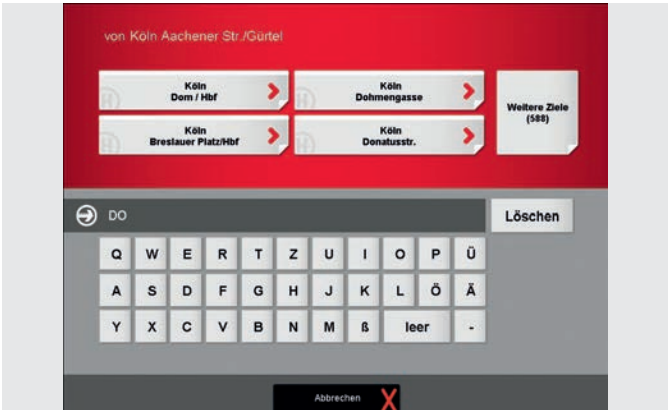 von Köln Aachener Str./Gürtel
Köln
Dom / Hbf
Köln
Dohmengasse
Weitere Ziele
(588)
Köln
Breslauer Platz/Hbf
Köln
Donatusstr.
DO
Löschen
Q W E R T Z U I O P Ü
A S D F G H J K L Ö Ä
Y X C V B N M ß leer -
Abbrechen X